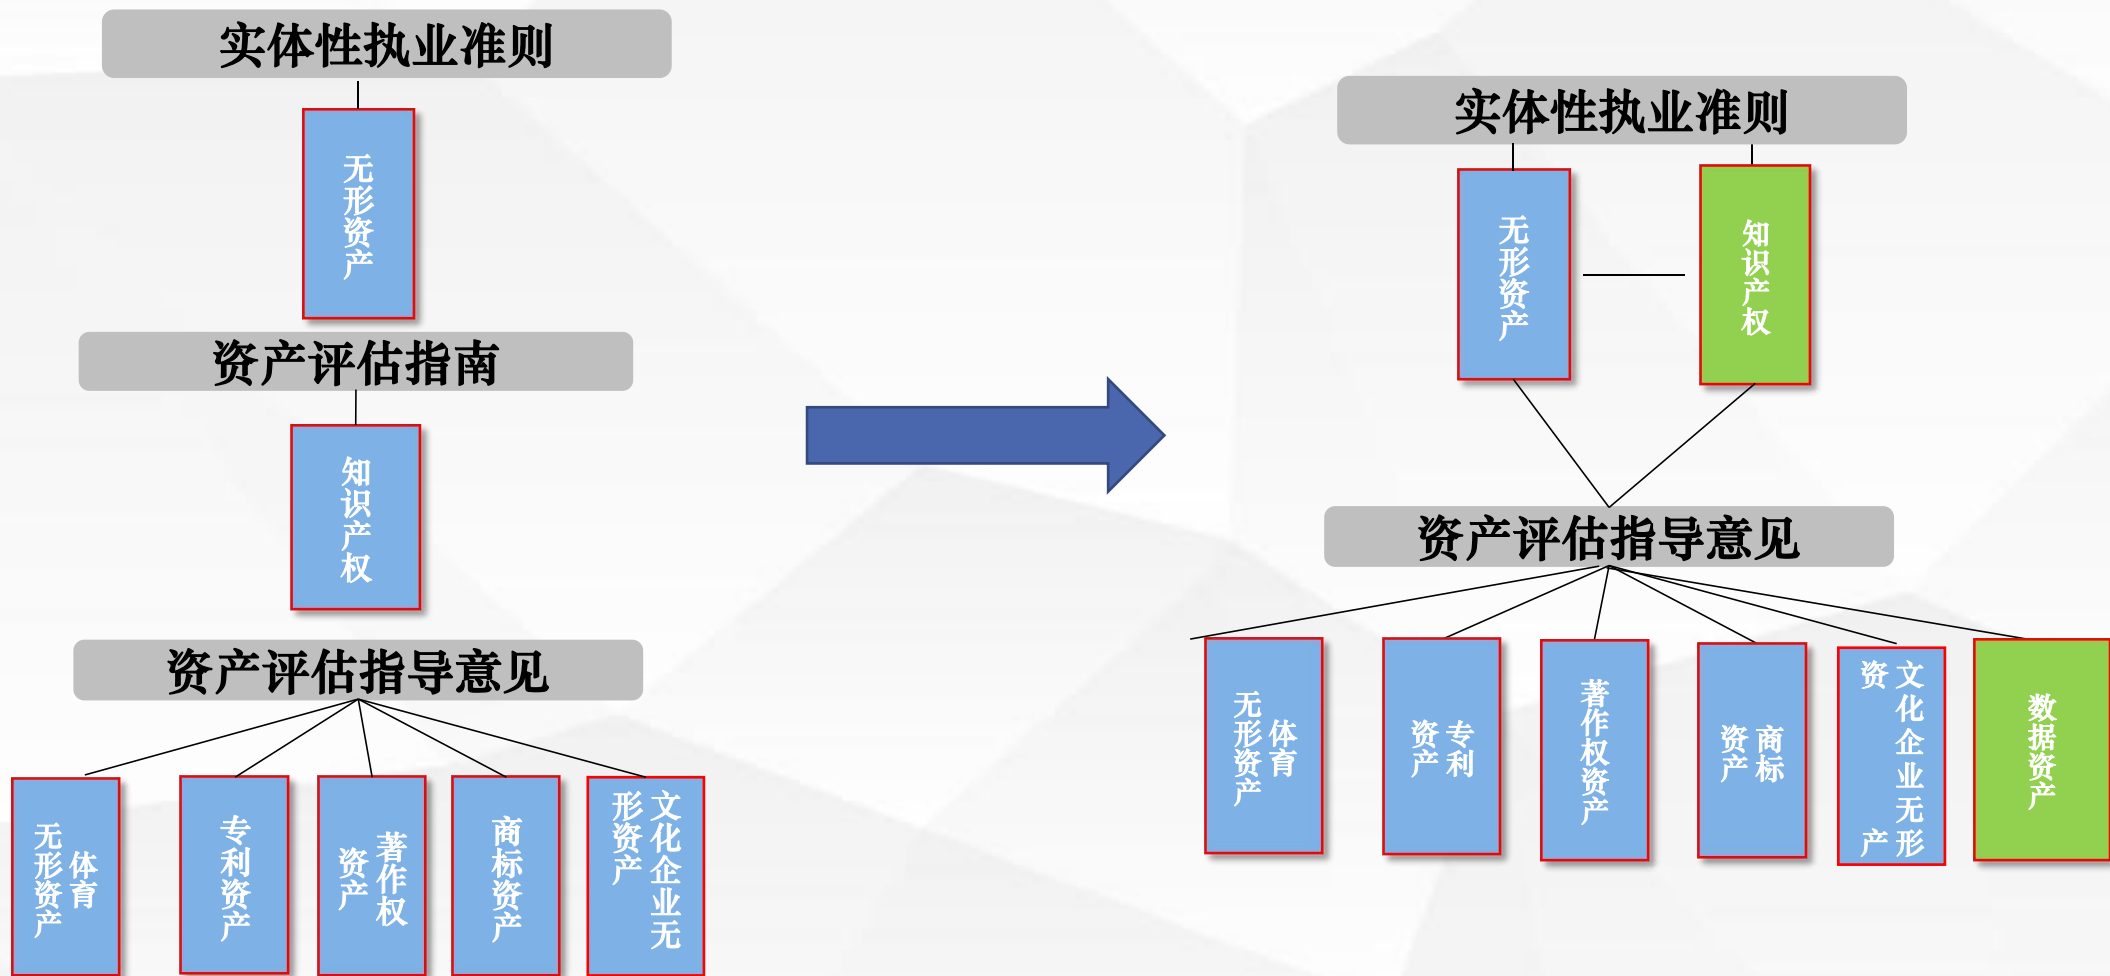 实体性执业准则
无形资产
资产评估指南
知识产权
资产评估指导意见
体育
无形资产
专利资产
著作权
资产
商标资产
文化企业无
形资产
实体性执业准则
无形资产
知识产权
资产评估指导意见
体育
无形资产
专利
资产
著作权资产
商标
资产
文化企业无形
资产
数据资产